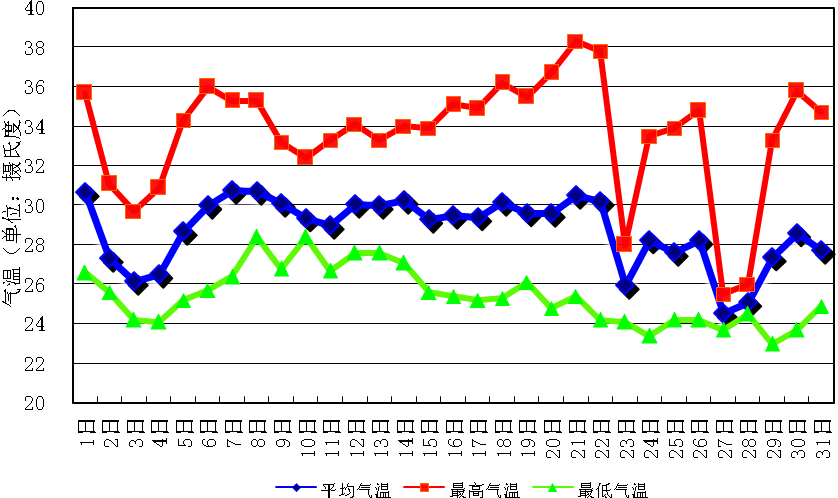 40
38
36
34
32
30
28
26
24
22
20
气温（单位：摄氏度）
1日
2日
3日
4日
5日
6日
7日
8日
9日
10日
11日
12日
13日
14日
15日
16日
17日
18日
19日
20日
21日
22日
23日
24日
25日
26日
27日
28日
29日
30日
31日
平均气温
最高气温
最低气温